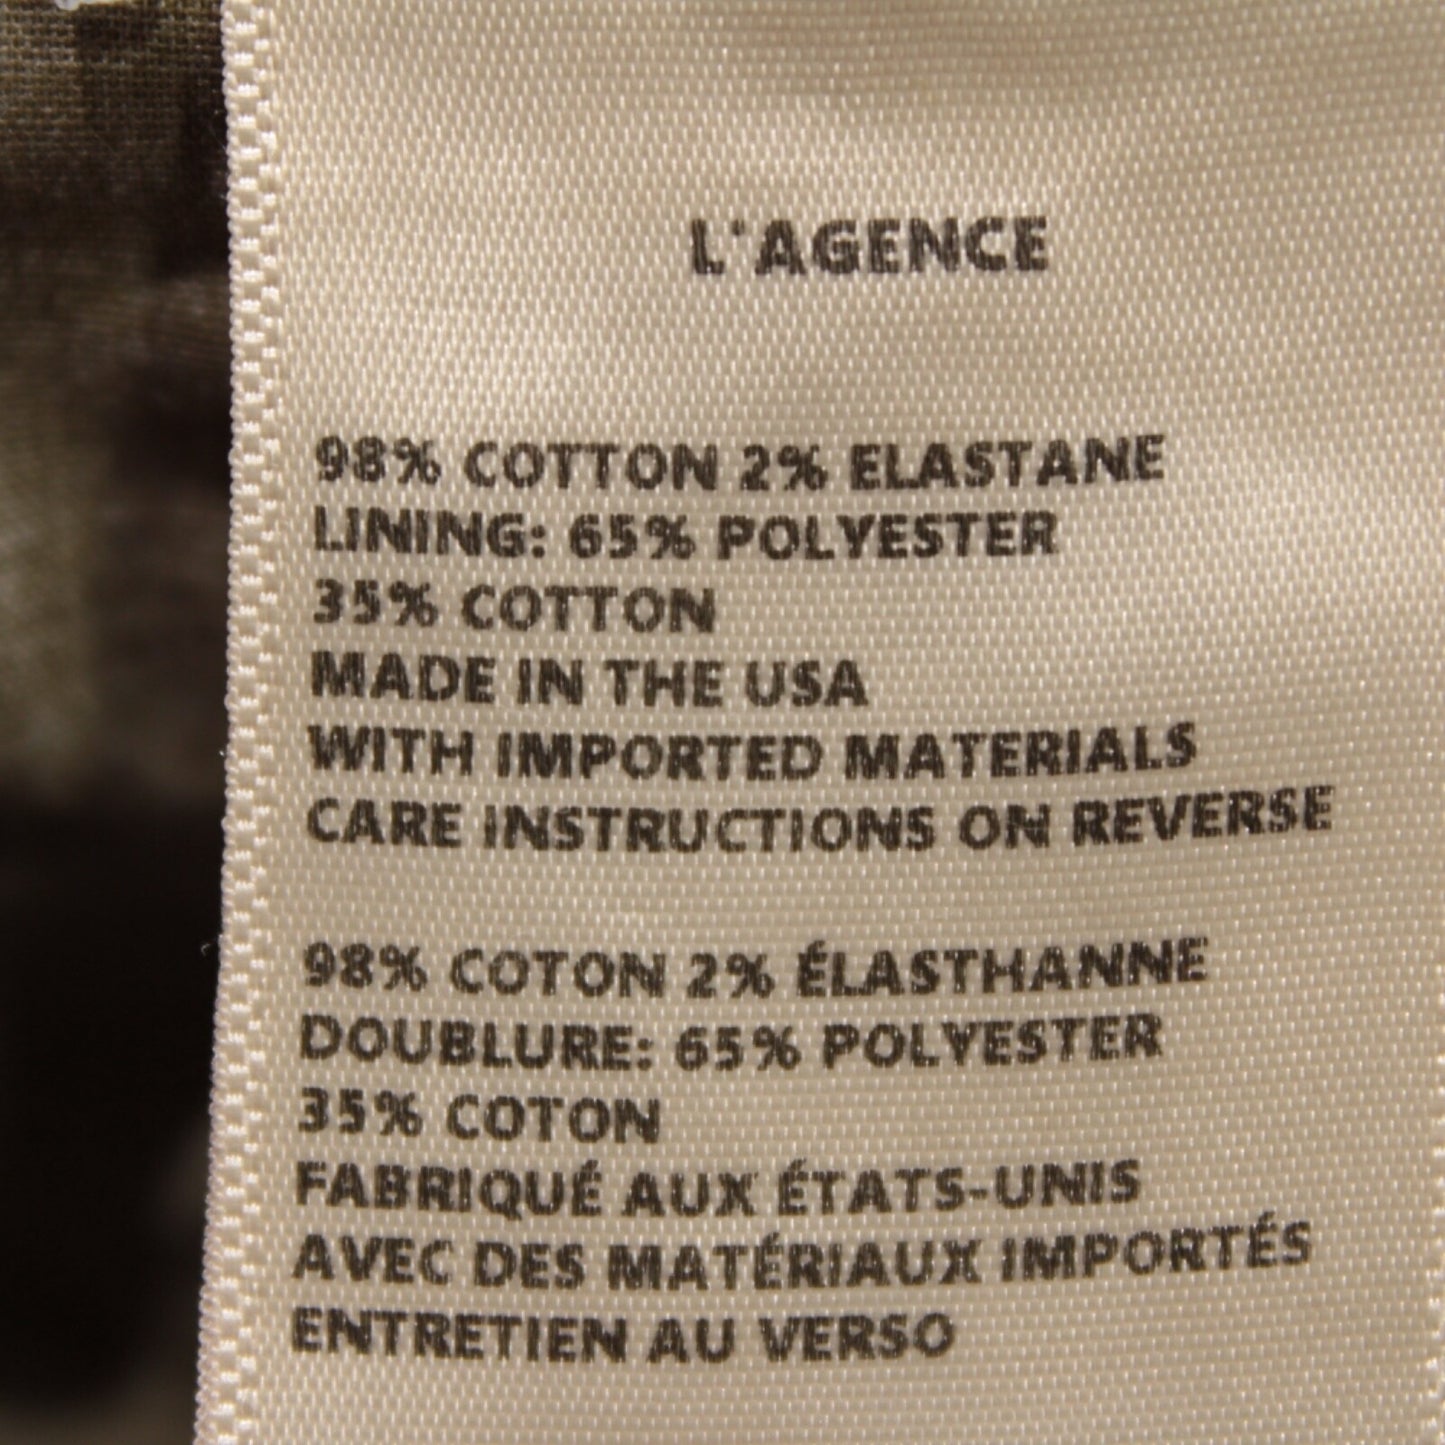 L'AGENCE
98% COTTON 2% ELASTANE
LINING: 65% POLYESTER
35% COTTON
MADE IN THE USA
WITH IMPORTED MATERIALS
CARE INSTRUCTIONS ON REVERSE
98% COTON 2% ÉLASTHANNE
DOUBLURE: 65% POLYESTER
35% COTON
FABRIQUÉ AUX ÉTATS-UNIS
AVEC DES MATÉRIAUX IMPORTÉS
ENTRETIEN AU VERSO